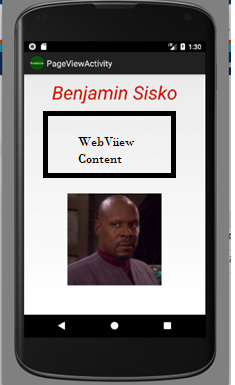 1:30
PageViewActivity
Benjamin Sisko
WebViiew
Content